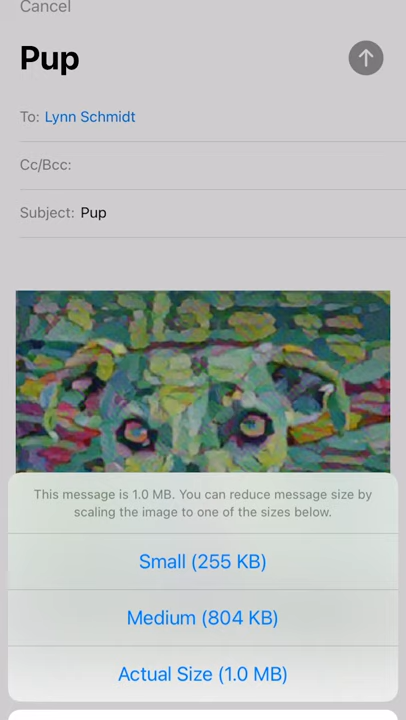 Cancel
Pup
To: Lynn Schmidt
Cc/Bcc:
Subject: Pup
This message is 1.0 MB. You can reduce message size by
scaling the image to one of the sizes below.
Small (255 KB)
Medium (804 KB)
Actual Size (1.0 MB)